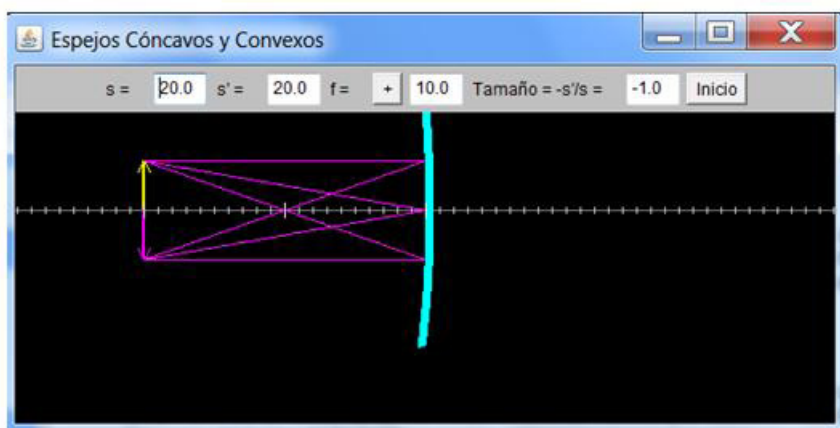 Espejos Cóncavos y Convexos
s = 20.0 s' = 20.0 f = + 10.0 Tamaño = -s'/s = -1.0 Inicio